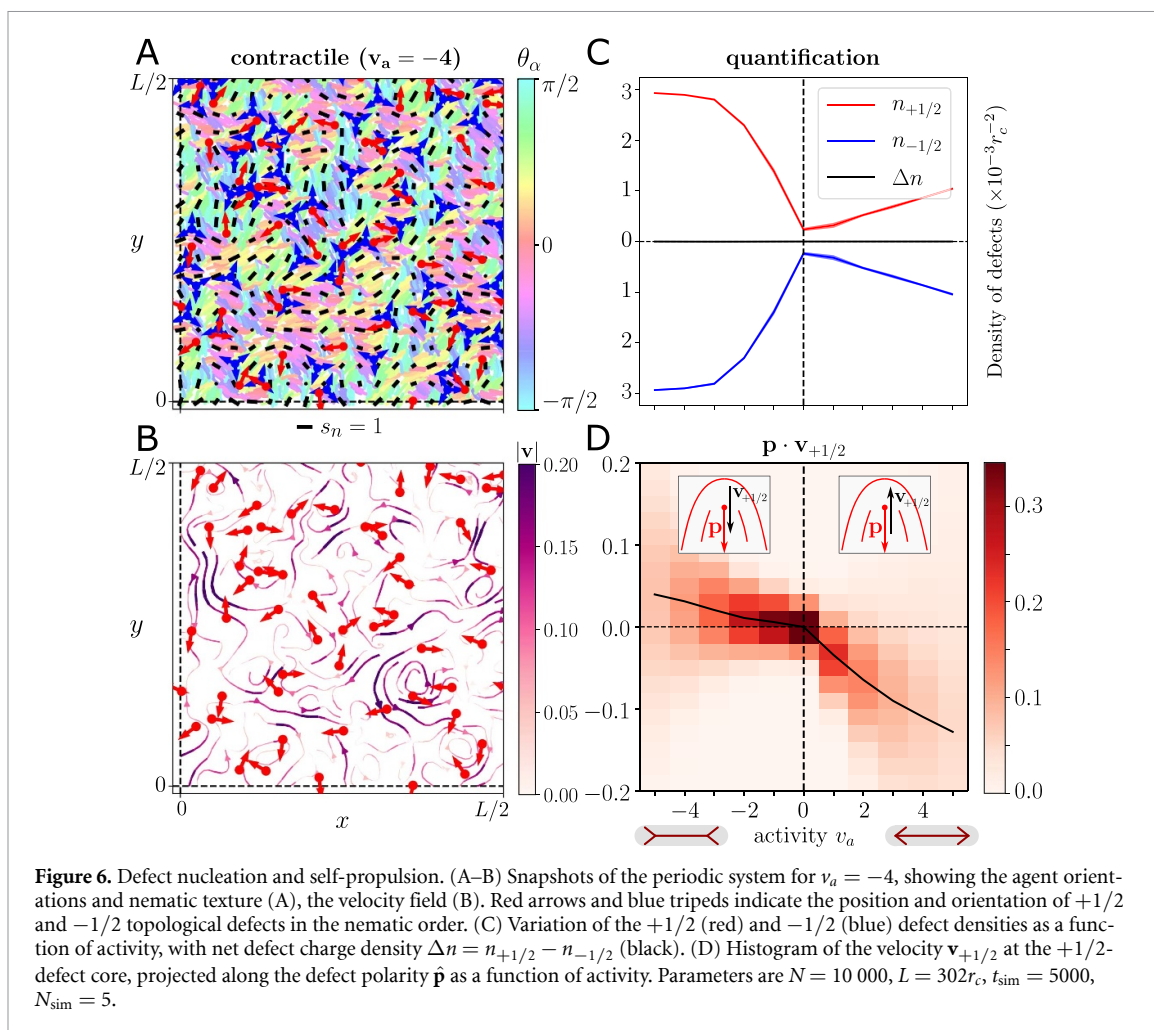 A
contractile (v_a = −4)
θ_α
L/2
π/2
y
0
0
−π/2
s_n = 1
B
|v|
L/2
0.20
0.15
y
0.10
0.05
0
0.00
0
x
L/2
C
quantification
3
n_{+1/2}
2
n_{−1/2}
1
Δn
0
1
2
3
Density of defects (×10^{−3} r_c^{−2})
D
p · v_{+1/2}
0.2
v_{+1/2}
p
v_{+1/2}
p
0.3
0.1
0.2
0.0
0.1
−0.1
0.0
−0.2
−4
−2
0
2
4
activity v_a
Figure 6. Defect nucleation and self-propulsion. (A–B) Snapshots of the periodic system for v_a = −4, showing the agent orient-
ations and nematic texture (A), the velocity field (B). Red arrows and blue tripeds indicate the position and orientation of +1/2
and −1/2 topological defects in the nematic order. (C) Variation of the +1/2 (red) and −1/2 (blue) defect densities as a func-
tion of activity, with net defect charge density Δn = n_{+1/2} − n_{−1/2} (black). (D) Histogram of the velocity v_{+1/2} at the +1/2-
defect core, projected along the defect polarity p̂ as a function of activity. Parameters are N = 10 000, L = 302r_c, t_sim = 5000,
N_sim = 5.